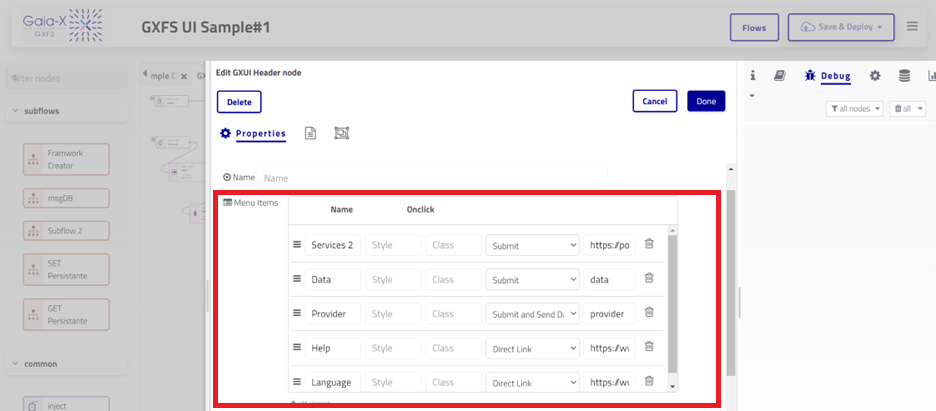 Gaia-X
GXFS
GXFS UI Sample#1
Flows
Save & Deploy
filter nodes
subflows
Framwork
Creator
msgDB
Subflow 2
SET
Persistante
GET
Persistante
common
inject
Edit GXUI Header node
Delete
Cancel
Done
Properties
Name
Name
Menu Items
Name Onclick
Services 2 Style Class Submit https://po
Data Style Class Submit data
Provider Style Class Submit and Send Da provider
Help Style Class Direct Link https://w
Language Style Class Direct Link https://w
Debug
all nodes
all